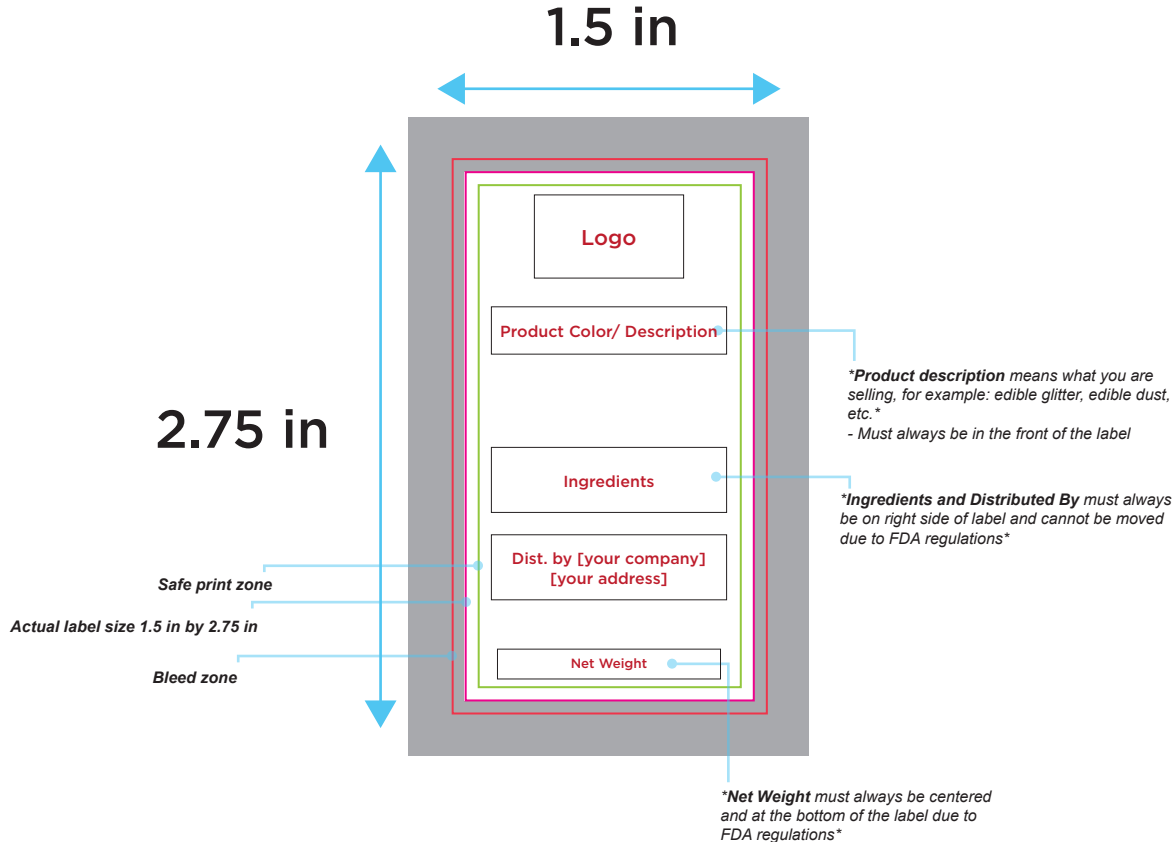 1.5 in
2.75 in
Logo
Product Color/ Description
*Product description means what you are
selling, for example: edible glitter, edible dust,
etc.*
- Must always be in the front of the label
Ingredients
*Ingredients and Distributed By must always
be on right side of label and cannot be moved
due to FDA regulations*
Dist. by [your company]
[your address]
Safe print zone
Actual label size 1.5 in by 2.75 in
Bleed zone
Net Weight
*Net Weight must always be centered
and at the bottom of the label due to
FDA regulations*